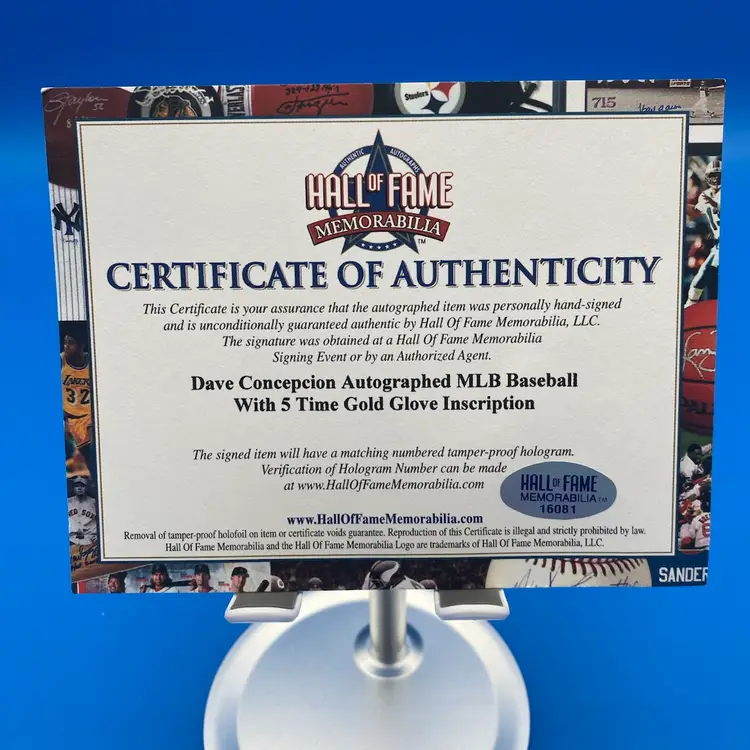 Steelers
715
AUTHENTIC AUTOGRAPHS
HALL OF FAME
MEMORABILIA™
CERTIFICATE OF AUTHENTICITY
This Certificate is your assurance that the autographed item was personally hand-signed
and is unconditionally guaranteed authentic by Hall Of Fame Memorabilia, LLC.
The signature was obtained at a Hall Of Fame Memorabilia
Signing Event or by an Authorized Agent.
Dave Concepcion Autographed MLB Baseball
With 5 Time Gold Glove Inscription
The signed item will have a matching numbered tamper-proof hologram.
Verification of Hologram Number can be made
at www.HallOfFameMemorabilia.com
HALL OF FAME
MEMORABILIA™
16081
www.HallOfFameMemorabilia.com
Removal of tamper-proof holofoil on item or certificate voids guarantee. Reproduction of this Certificate is illegal and strictly prohibited by law.
Hall Of Fame Memorabilia and the Hall Of Fame Memorabilia Logo are trademarks of Hall Of Fame Memorabilia, LLC.
LAKERS
32
RED SOX
SANDER